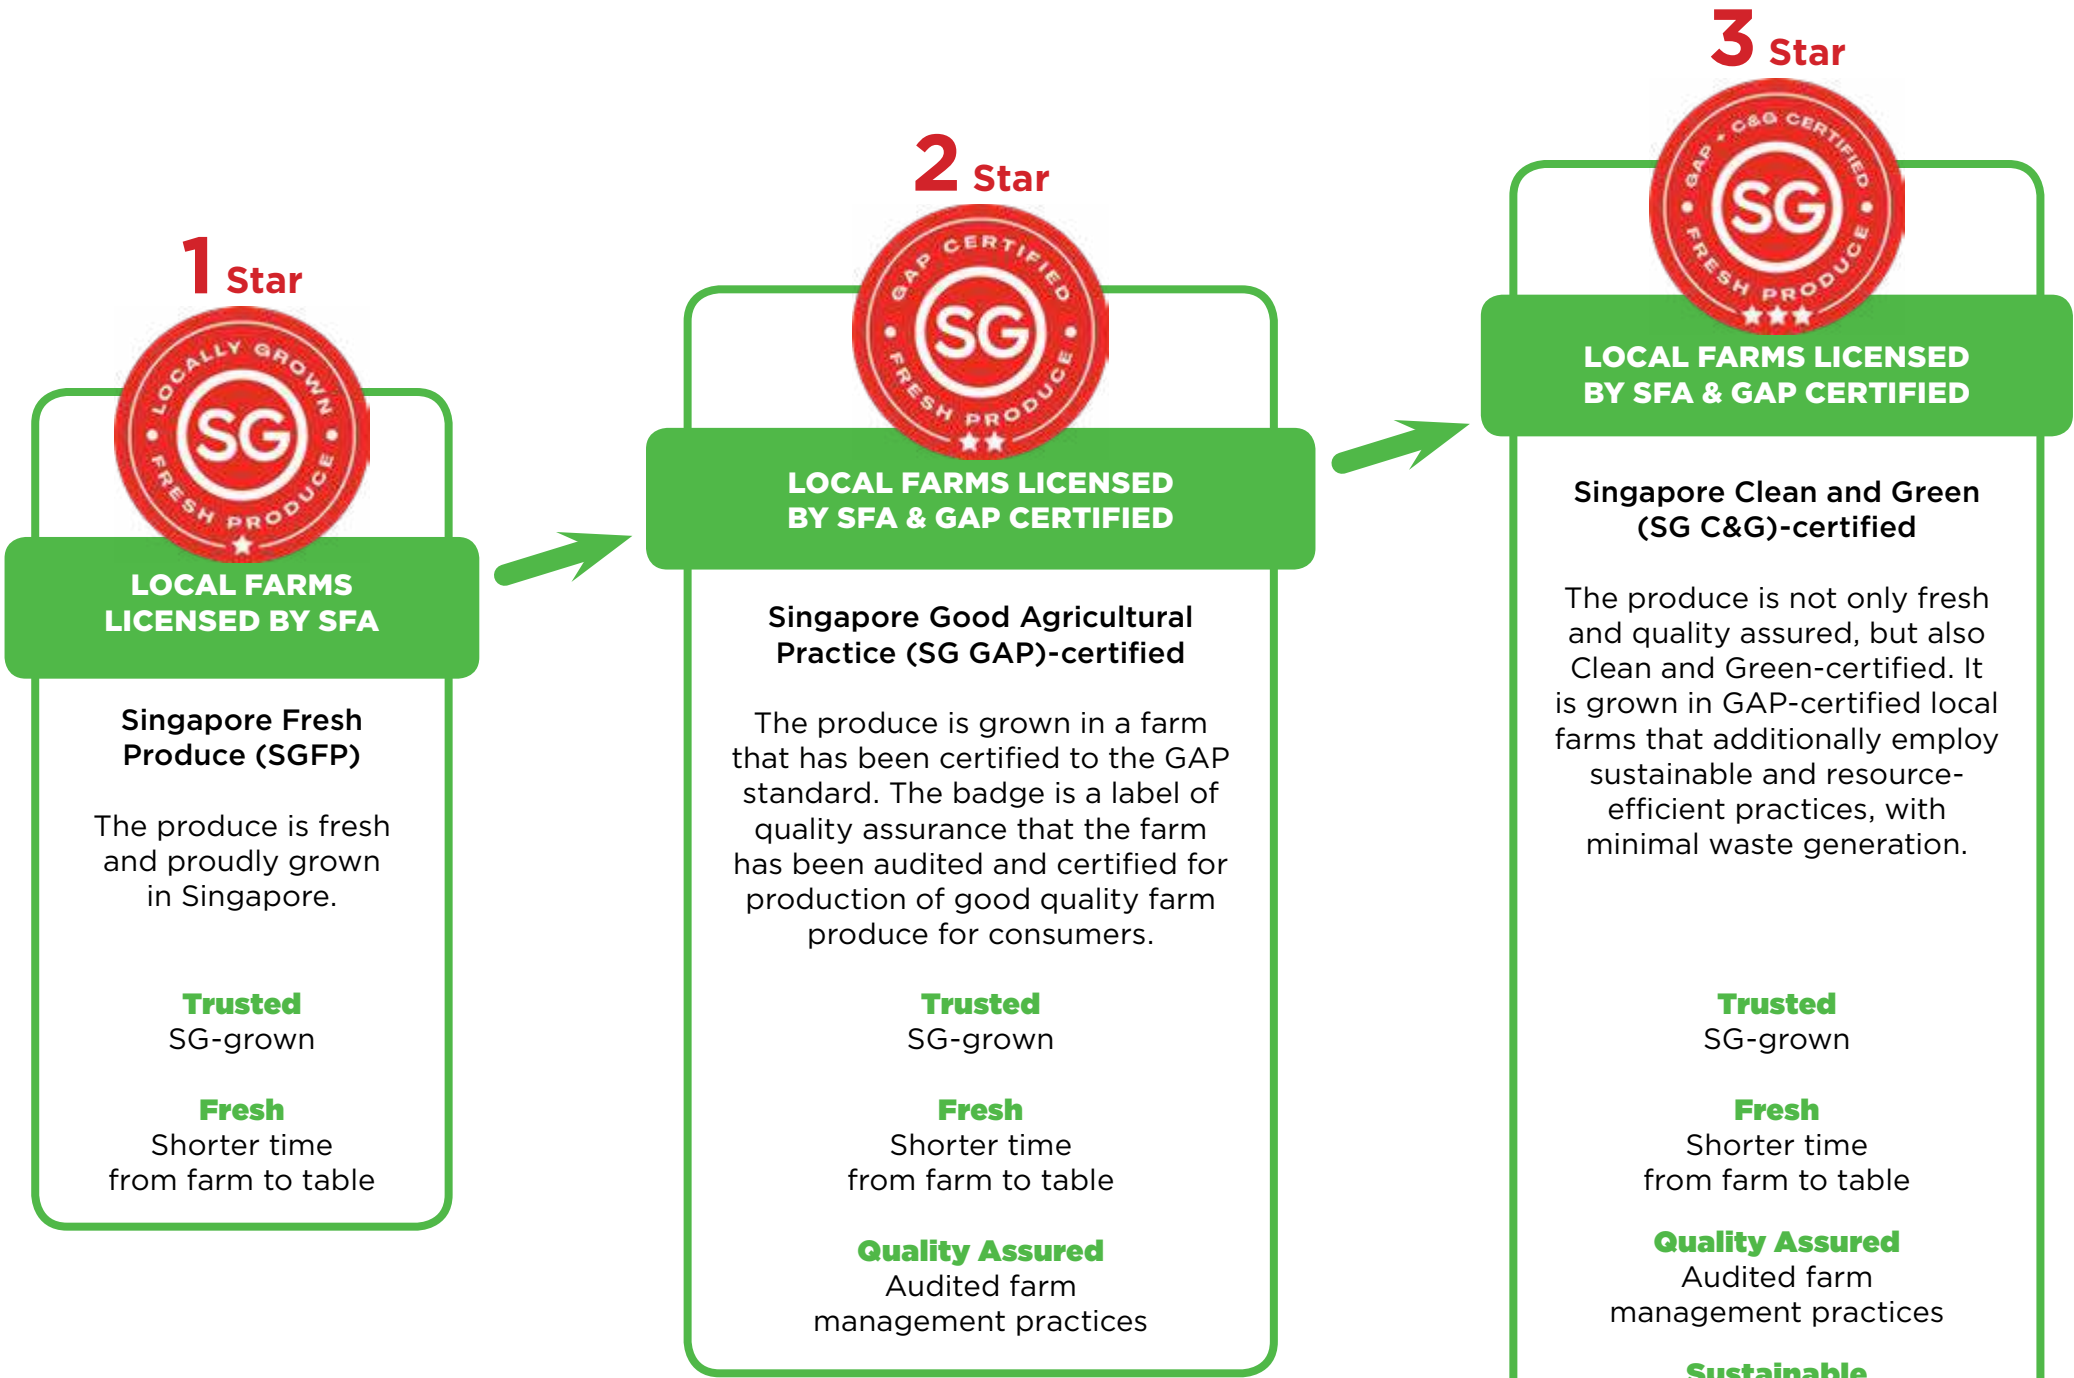 1 Star
LOCALLY GROWN
SG
FRESH PRODUCE
LOCAL FARMS
LICENSED BY SFA
Singapore Fresh
Produce (SGFP)
The produce is fresh
and proudly grown
in Singapore.
Trusted
SG-grown
Fresh
Shorter time
from farm to table
2 Star
GAP CERTIFIED
SG
FRESH PRODUCE
LOCAL FARMS LICENSED
BY SFA & GAP CERTIFIED
Singapore Good Agricultural
Practice (SG GAP)-certified
The produce is grown in a farm
that has been certified to the GAP
standard. The badge is a label of
quality assurance that the farm
has been audited and certified for
production of good quality farm
produce for consumers.
Trusted
SG-grown
Fresh
Shorter time
from farm to table
Quality Assured
Audited farm
management practices
3 Star
GAP + C&G CERTIFIED
SG
FRESH PRODUCE
LOCAL FARMS LICENSED
BY SFA & GAP CERTIFIED
Singapore Clean and Green
(SG C&G)-certified
The produce is not only fresh
and quality assured, but also
Clean and Green-certified. It
is grown in GAP-certified local
farms that additionally employ
sustainable and resource-
efficient practices, with
minimal waste generation.
Trusted
SG-grown
Fresh
Shorter time
from farm to table
Quality Assured
Audited farm
management practices
Sustainable